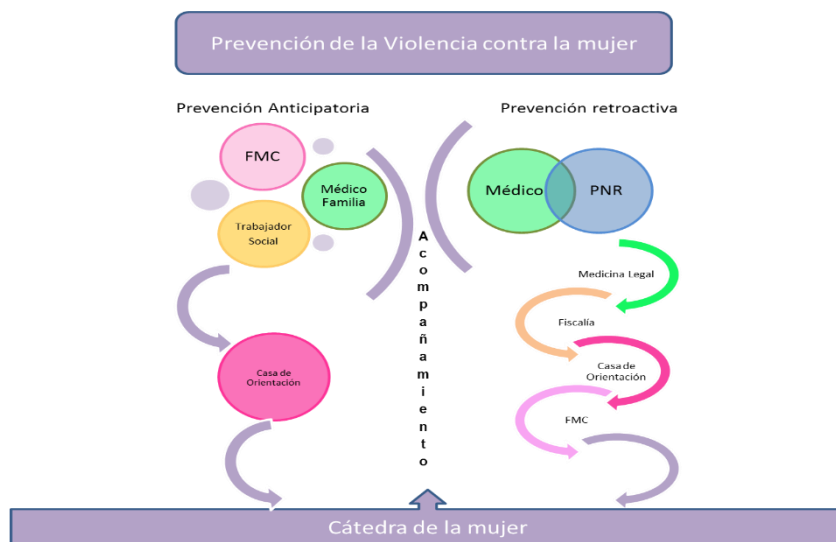 Prevención de la Violencia contra la mujer
Prevención Anticipatoria
Prevención retroactiva
FMC
Médico
Familia
Trabajador
Social
Casa de
Orientación
Acompañamiento
Médico
PNR
Medicina Legal
Fiscalía
Casa de
Orientación
FMC
Cátedra de la mujer